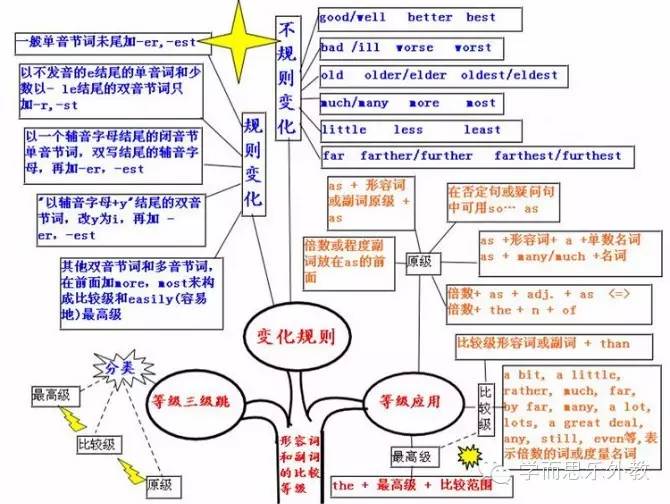 一般单音节词末尾加-er,-est
以不发音的e结尾的单音词和少
数以- le结尾的双音节词只
加-r,-st
以一个辅音字母结尾的闭音节
单音节词，双写结尾的辅音字
母，再加-er，-est
"以辅音字母+y"结尾的双音
节词，改y为i，再加 -
er，-est
其他双音节词和多音节词，
在前面加more，most来构
成比较级和easily(容易
地)最高级
规则变化
不规则变化
good/well better best
bad /ill worse worst
old older/elder oldest/eldest
much/many more most
little less least
far farther/further farthest/furthest
as + 形容词
或副词原级 +
as
在否定句或疑问句
中可用so… as
倍数或程度副
词放在as的前
面
原级
as +形容词+ a +单数名词
as + many/much +名词
倍数+ as + adj. + as <=>
倍数+ the + n + of
变化规则
比较级形容词或副词 + than
分类
最高级
比较级
原级
等级三级跳
等级应用
比较级
a bit, a little,
rather, much, far,
by far, many, a lot,
lots, a great deal,
any, still, even等,表
示倍数的词或度量名词
形容词
和副词
的比较
等级
最高级
the + 最高级 + 比较范围
学而思乐外教